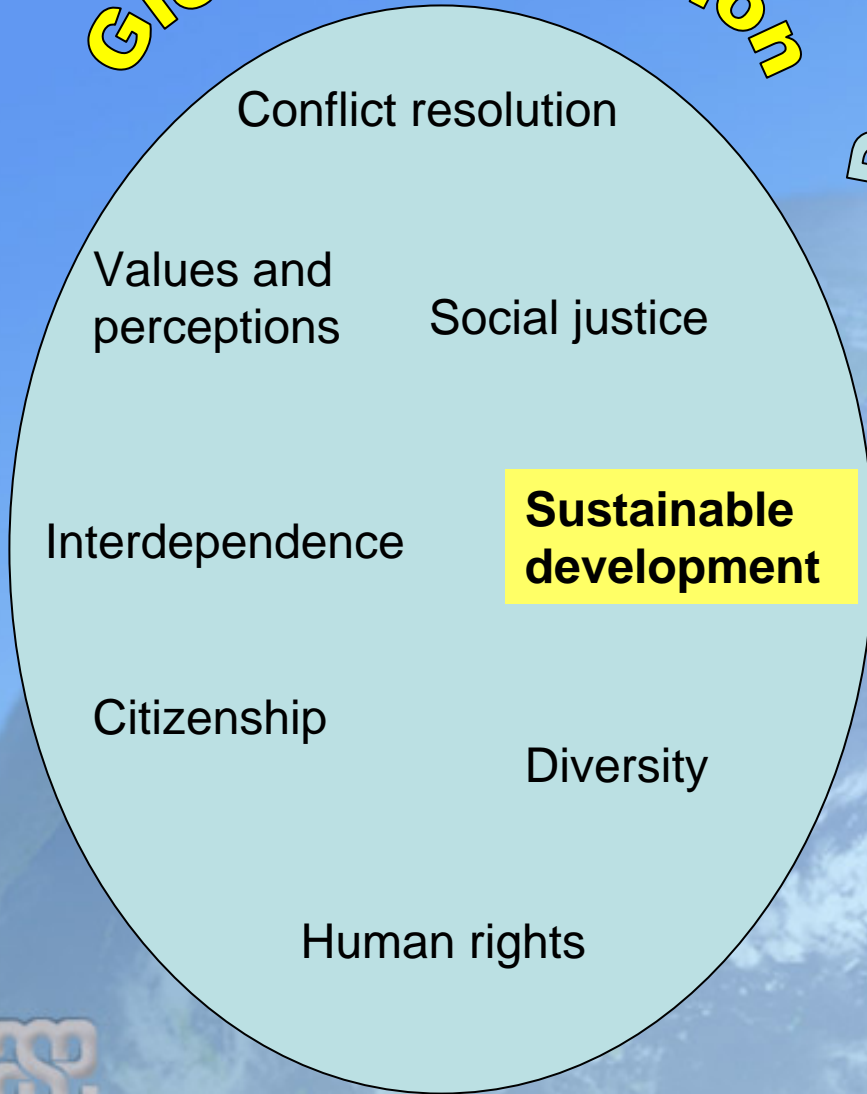 Conflict resolution
Values and
perceptions
Social justice
Interdependence
Sustainable
development
Citizenship
Diversity
Human rights